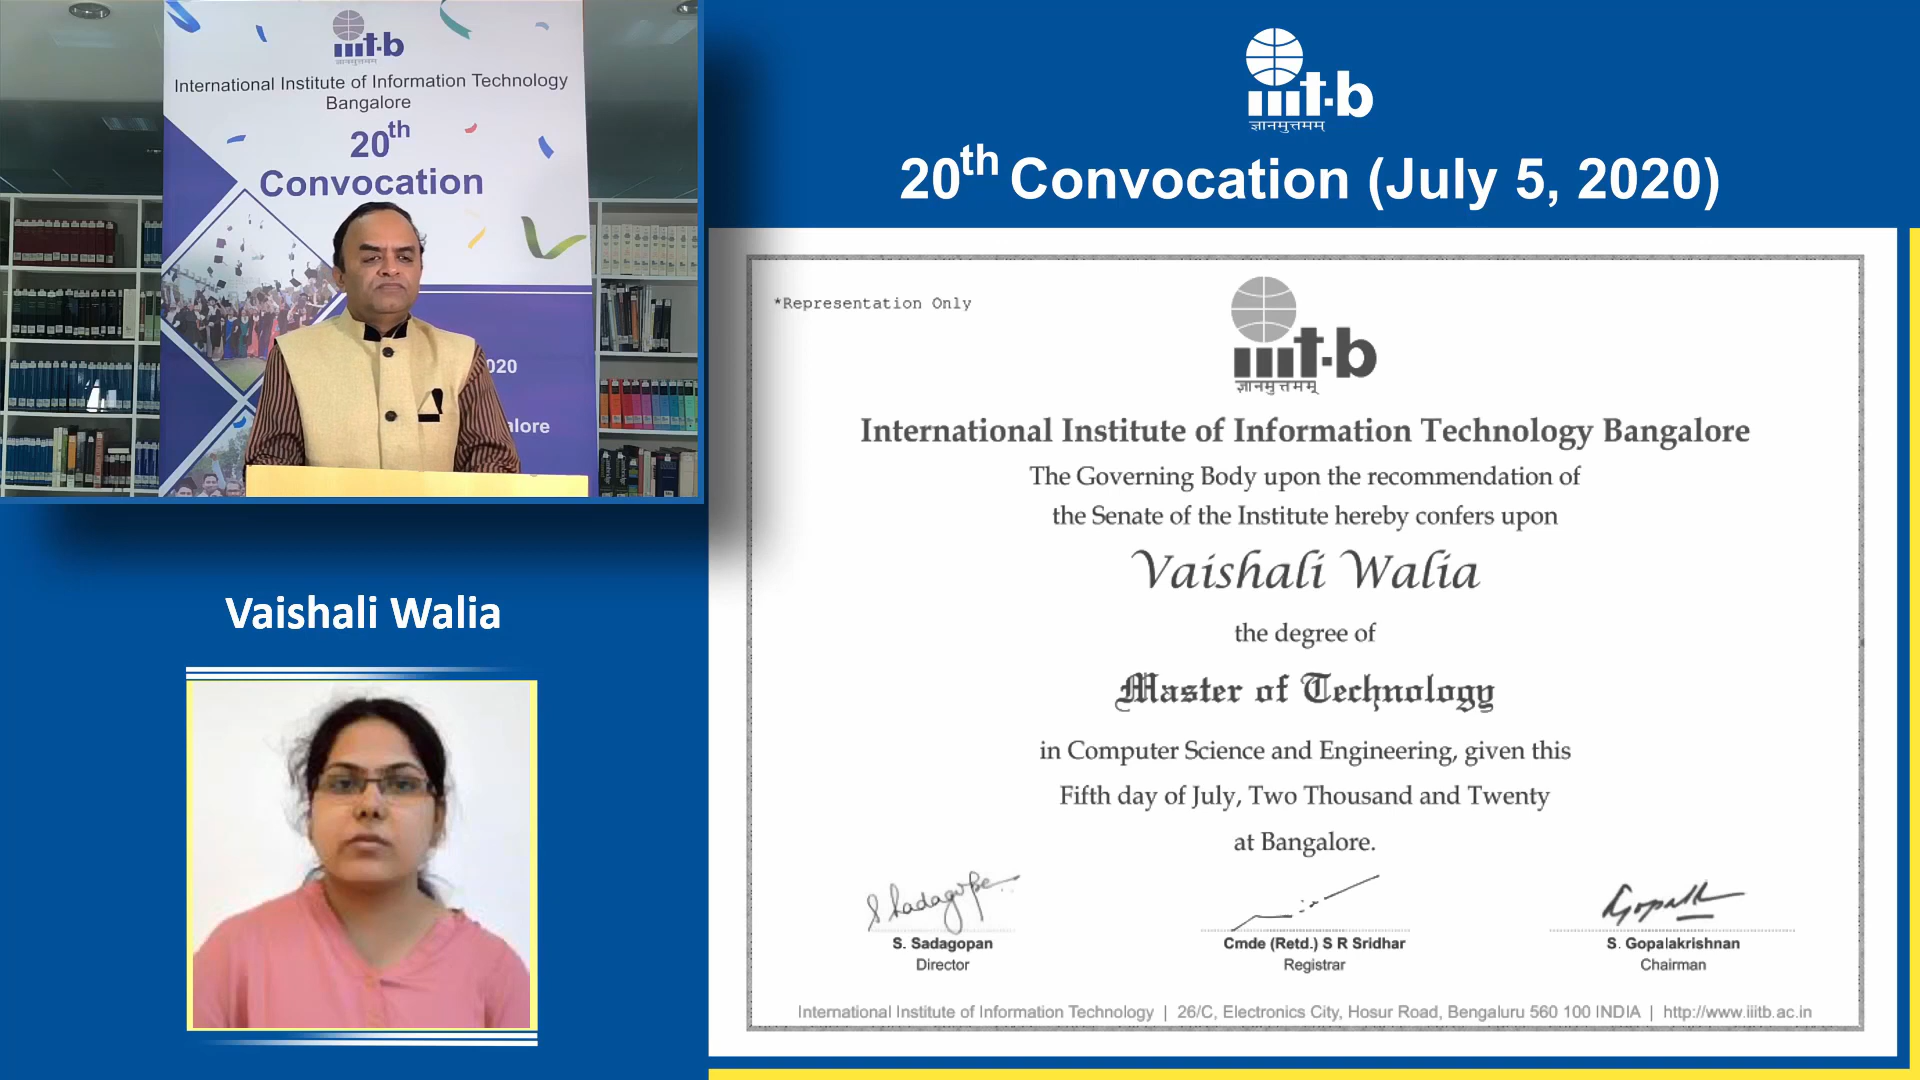 iiit-b
ज्ञानमुत्तमम्
International Institute of Information Technology
Bangalore
20th
Convocation
020
alore
iiit-b
ज्ञानमुत्तमम्
20th Convocation (July 5, 2020)
Vaishali Walia
*Representation Only
iiit-b
ज्ञानमुत्तमम्
International Institute of Information Technology Bangalore
The Governing Body upon the recommendation of
the Senate of the Institute hereby confers upon
Vaishali Walia
the degree of
Master of Technology
in Computer Science and Engineering, given this
Fifth day of July, Two Thousand and Twenty
at Bangalore.
S. Sadagopan
Director
Cmde (Retd.) S R Sridhar
Registrar
S. Gopalakrishnan
Chairman
International Institute of Information Technology | 26/C, Electronics City, Hosur Road, Bengaluru 560 100 INDIA | http://www.iiitb.ac.in